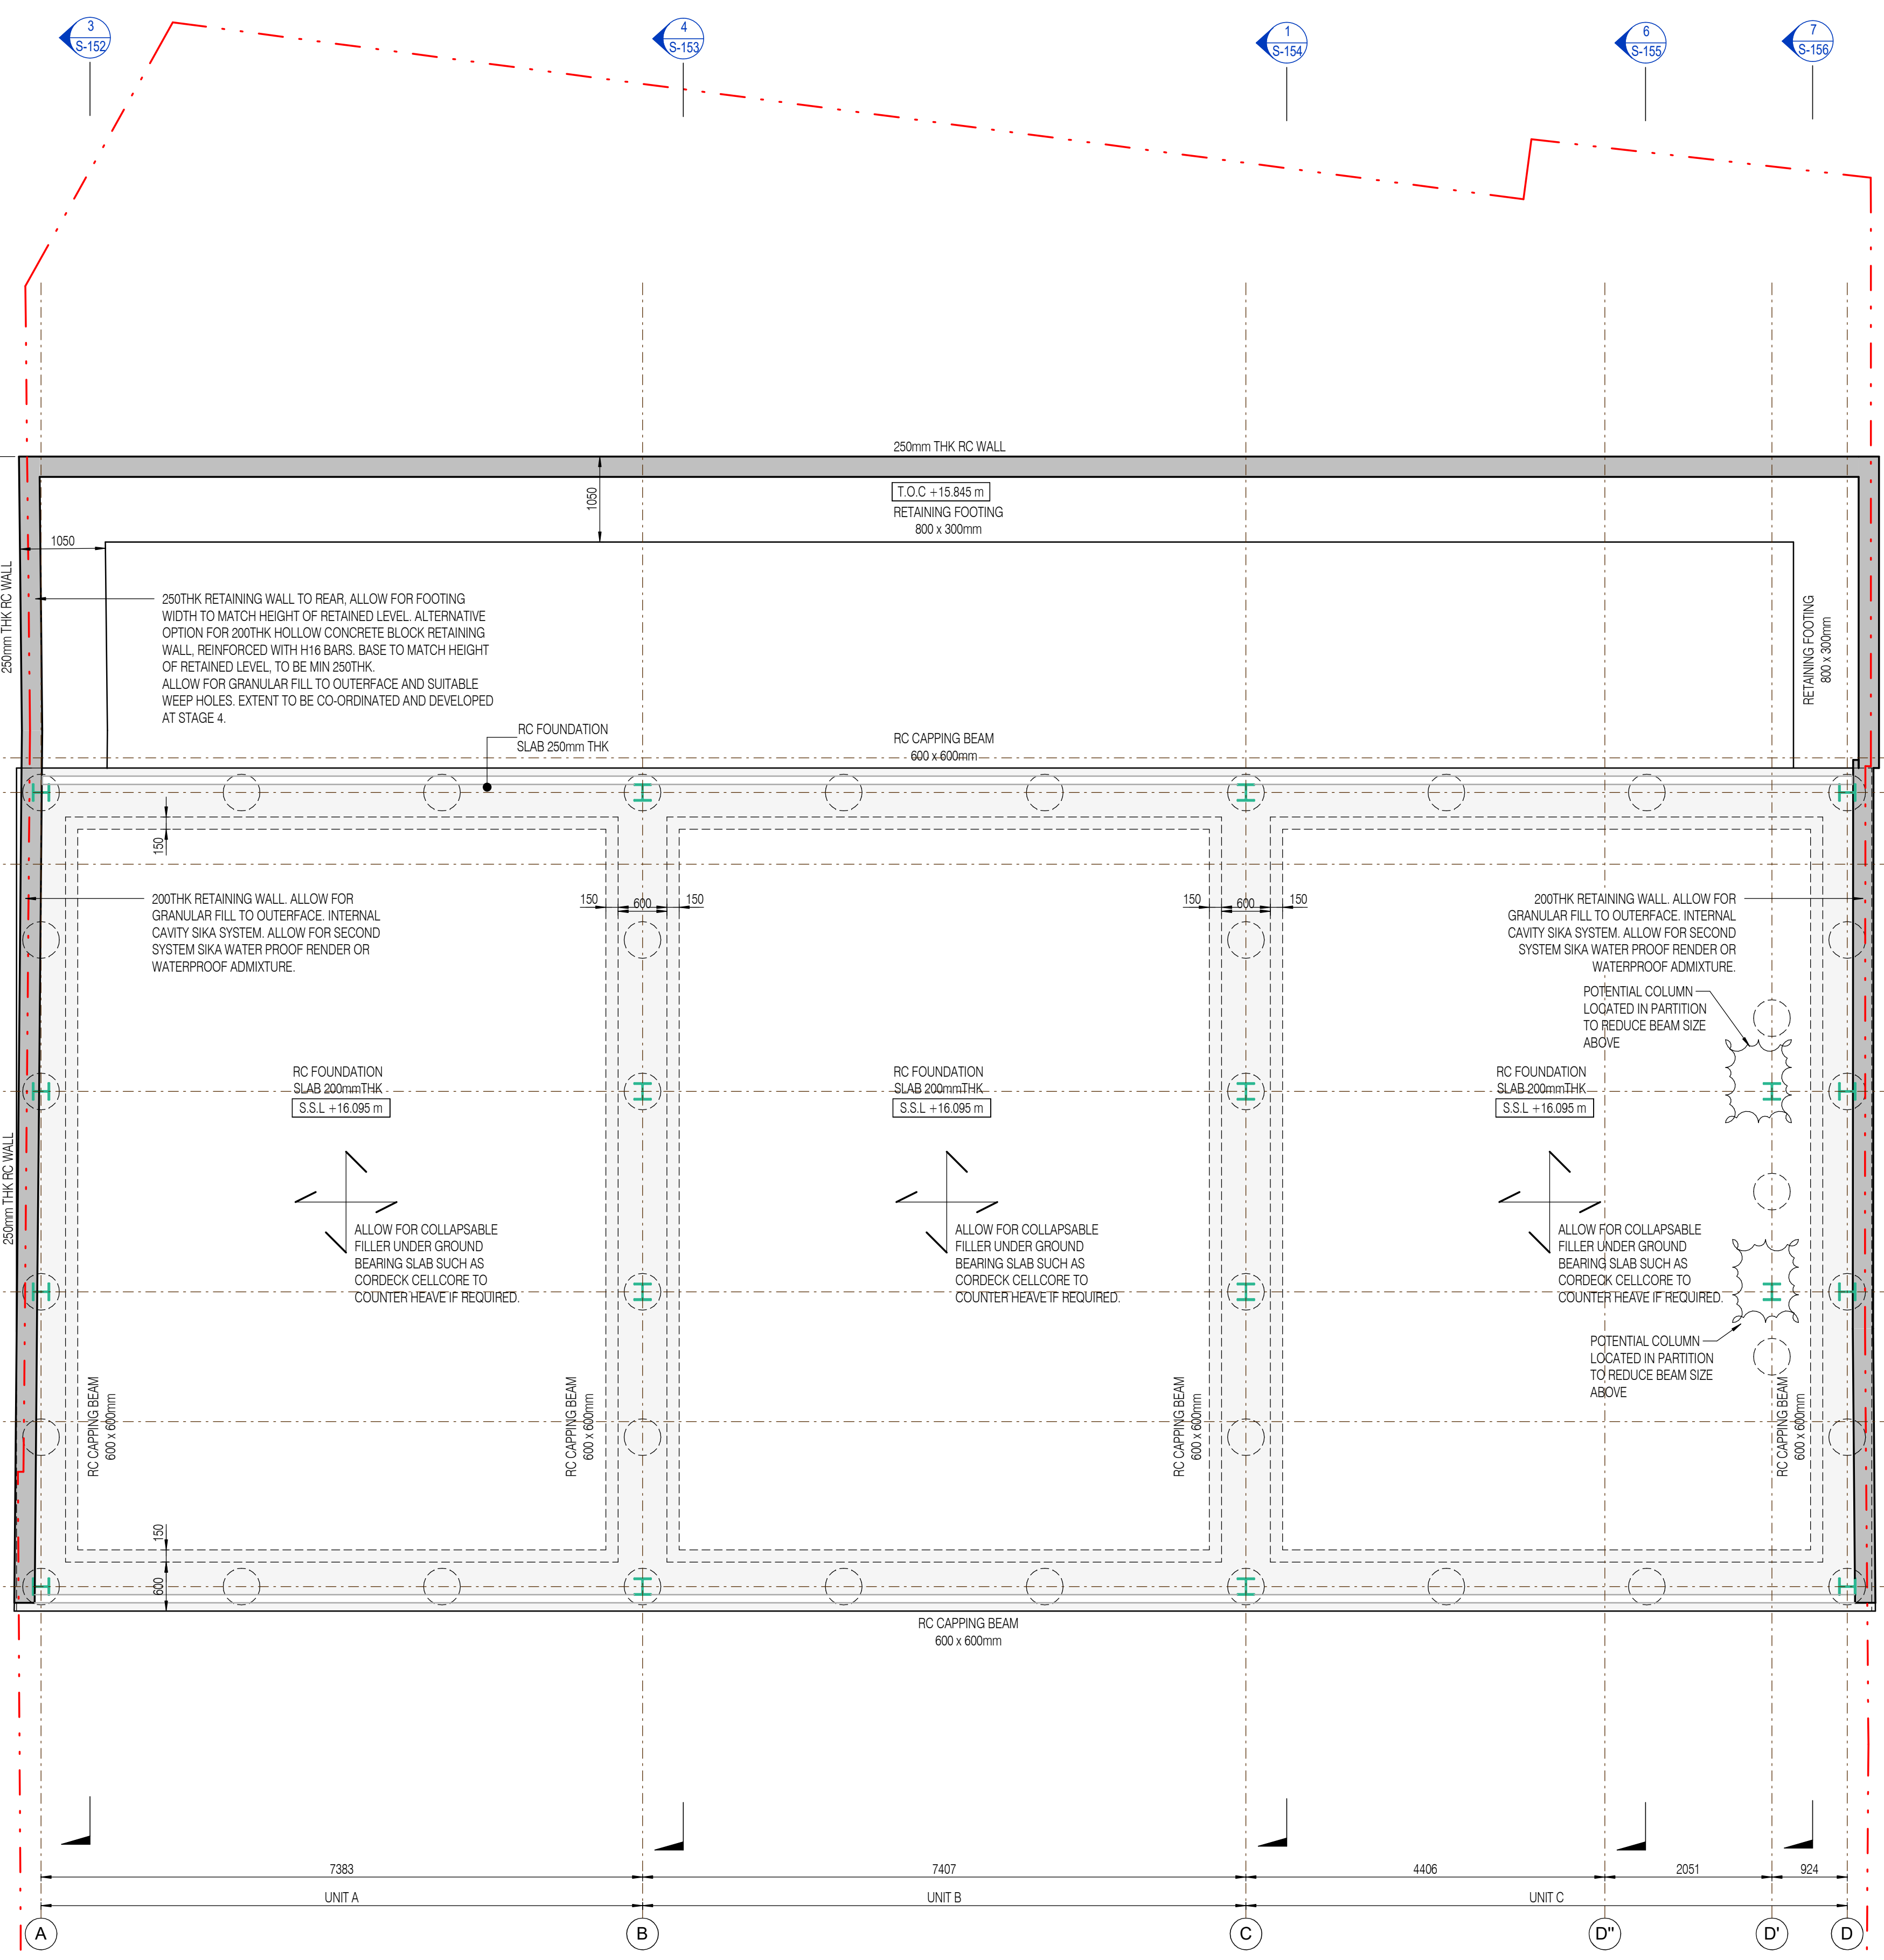 3
S-152
4
S-153
1
S-154
6
S-155
7
S-156
250mm THK RC WALL
T.O.C +15.845 m
RETAINING FOOTING
800 x 300mm
1050
1050
250mm THK RC WALL
250THK RETAINING WALL TO REAR, ALLOW FOR FOOTING
WIDTH TO MATCH HEIGHT OF RETAINED LEVEL. ALTERNATIVE
OPTION FOR 200THK HOLLOW CONCRETE BLOCK RETAINING
WALL, REINFORCED WITH H16 BARS. BASE TO MATCH HEIGHT
OF RETAINED LEVEL, TO BE MIN 250THK.
ALLOW FOR GRANULAR FILL TO OUTERFACE AND SUITABLE
WEEP HOLES. EXTENT TO BE CO-ORDINATED AND DEVELOPED
AT STAGE 4.
RETAINING FOOTING
800 x 300mm
RC FOUNDATION
SLAB 250mm THK
RC CAPPING BEAM
600 x 600mm
150
200THK RETAINING WALL. ALLOW FOR
GRANULAR FILL TO OUTERFACE. INTERNAL
CAVITY SIKA SYSTEM. ALLOW FOR SECOND
SYSTEM SIKA WATER PROOF RENDER OR
WATERPROOF ADMIXTURE.
150
600
150
150
600
150
200THK RETAINING WALL. ALLOW FOR
GRANULAR FILL TO OUTERFACE. INTERNAL
CAVITY SIKA SYSTEM. ALLOW FOR SECOND
SYSTEM SIKA WATER PROOF RENDER OR
WATERPROOF ADMIXTURE.
POTENTIAL COLUMN
LOCATED IN PARTITION
TO REDUCE BEAM SIZE
ABOVE
RC FOUNDATION
SLAB 200mmTHK
S.S.L +16.095 m
RC FOUNDATION
SLAB 200mmTHK
S.S.L +16.095 m
RC FOUNDATION
SLAB 200mmTHK
S.S.L +16.095 m
250mm THK RC WALL
ALLOW FOR COLLAPSABLE
FILLER UNDER GROUND
BEARING SLAB SUCH AS
CORDECK CELLCORE TO
COUNTER HEAVE IF REQUIRED.
ALLOW FOR COLLAPSABLE
FILLER UNDER GROUND
BEARING SLAB SUCH AS
CORDECK CELLCORE TO
COUNTER HEAVE IF REQUIRED.
ALLOW FOR COLLAPSABLE
FILLER UNDER GROUND
BEARING SLAB SUCH AS
CORDECK CELLCORE TO
COUNTER HEAVE IF REQUIRED.
POTENTIAL COLUMN
LOCATED IN PARTITION
TO REDUCE BEAM SIZE
ABOVE
RC CAPPING BEAM
600 x 600mm
RC CAPPING BEAM
600 x 600mm
RC CAPPING BEAM
600 x 600mm
RC CAPPING BEAM
600 x 600mm
150
600
RC CAPPING BEAM
600 x 600mm
7383
7407
4406
2051
924
UNIT A
UNIT B
UNIT C
A
B
C
D"
D'
D